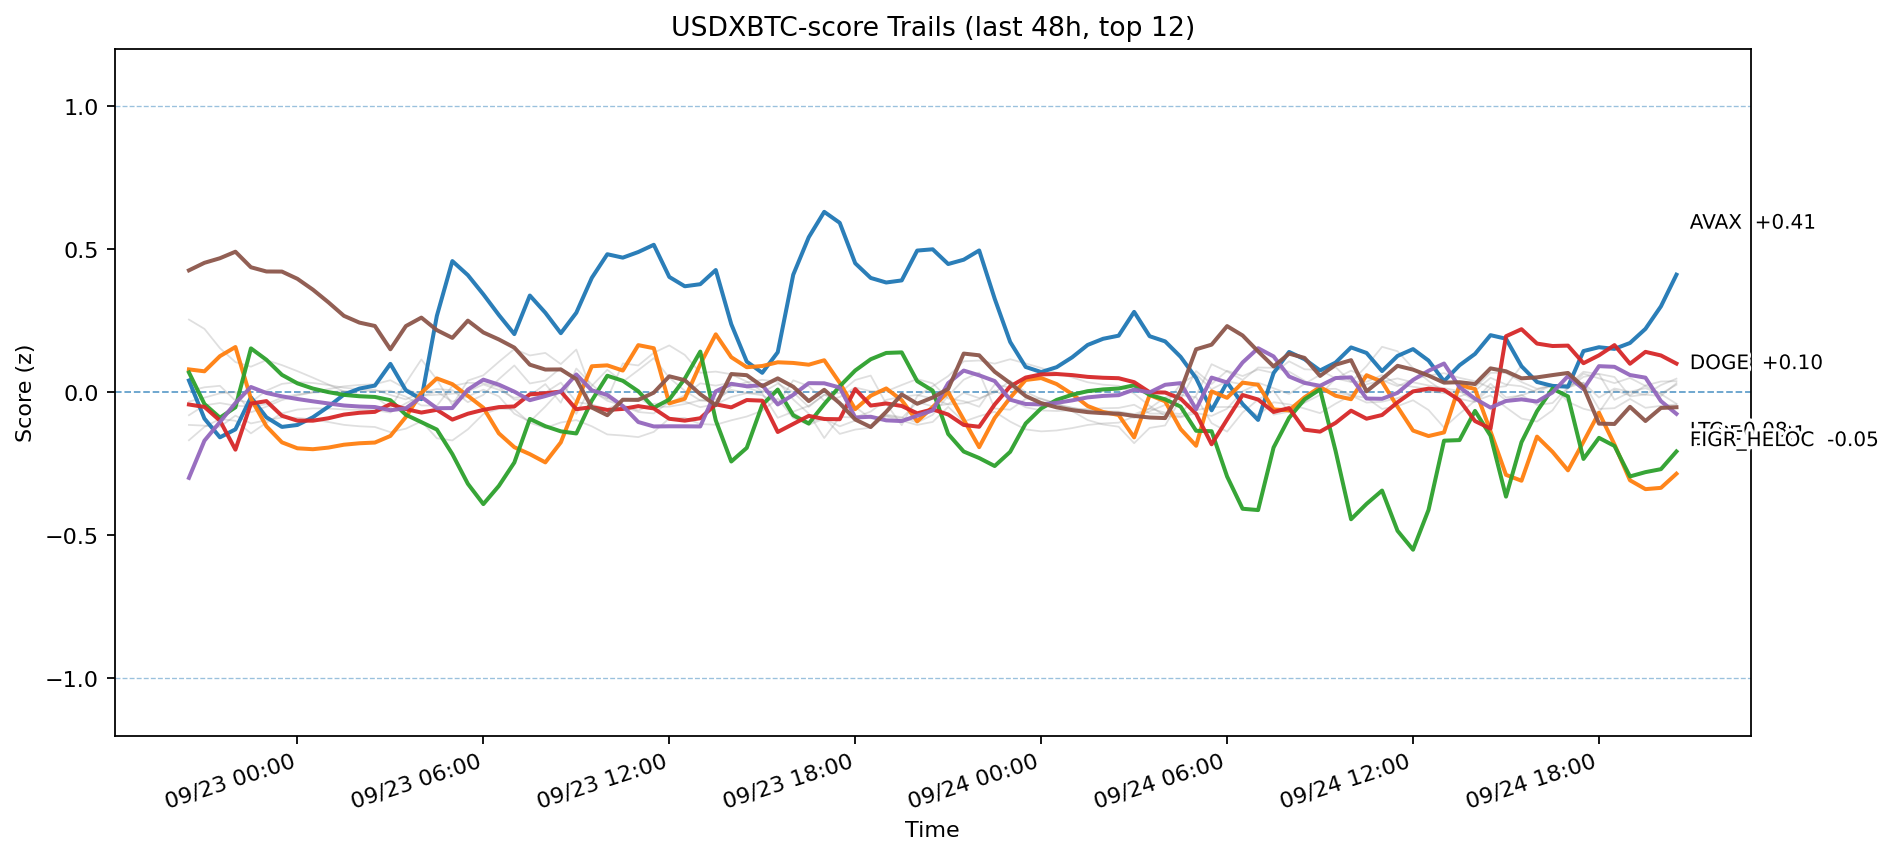 USDXBTC-score Trails (last 48h, top 12)
Score (z)
1.0
0.5
0.0
−0.5
−1.0
AVAX +0.41
DOGE +0.10
FIGR_HELOC -0.05
09/23 00:00
09/23 06:00
09/23 12:00
09/23 18:00
09/24 00:00
09/24 06:00
09/24 12:00
09/24 18:00
Time